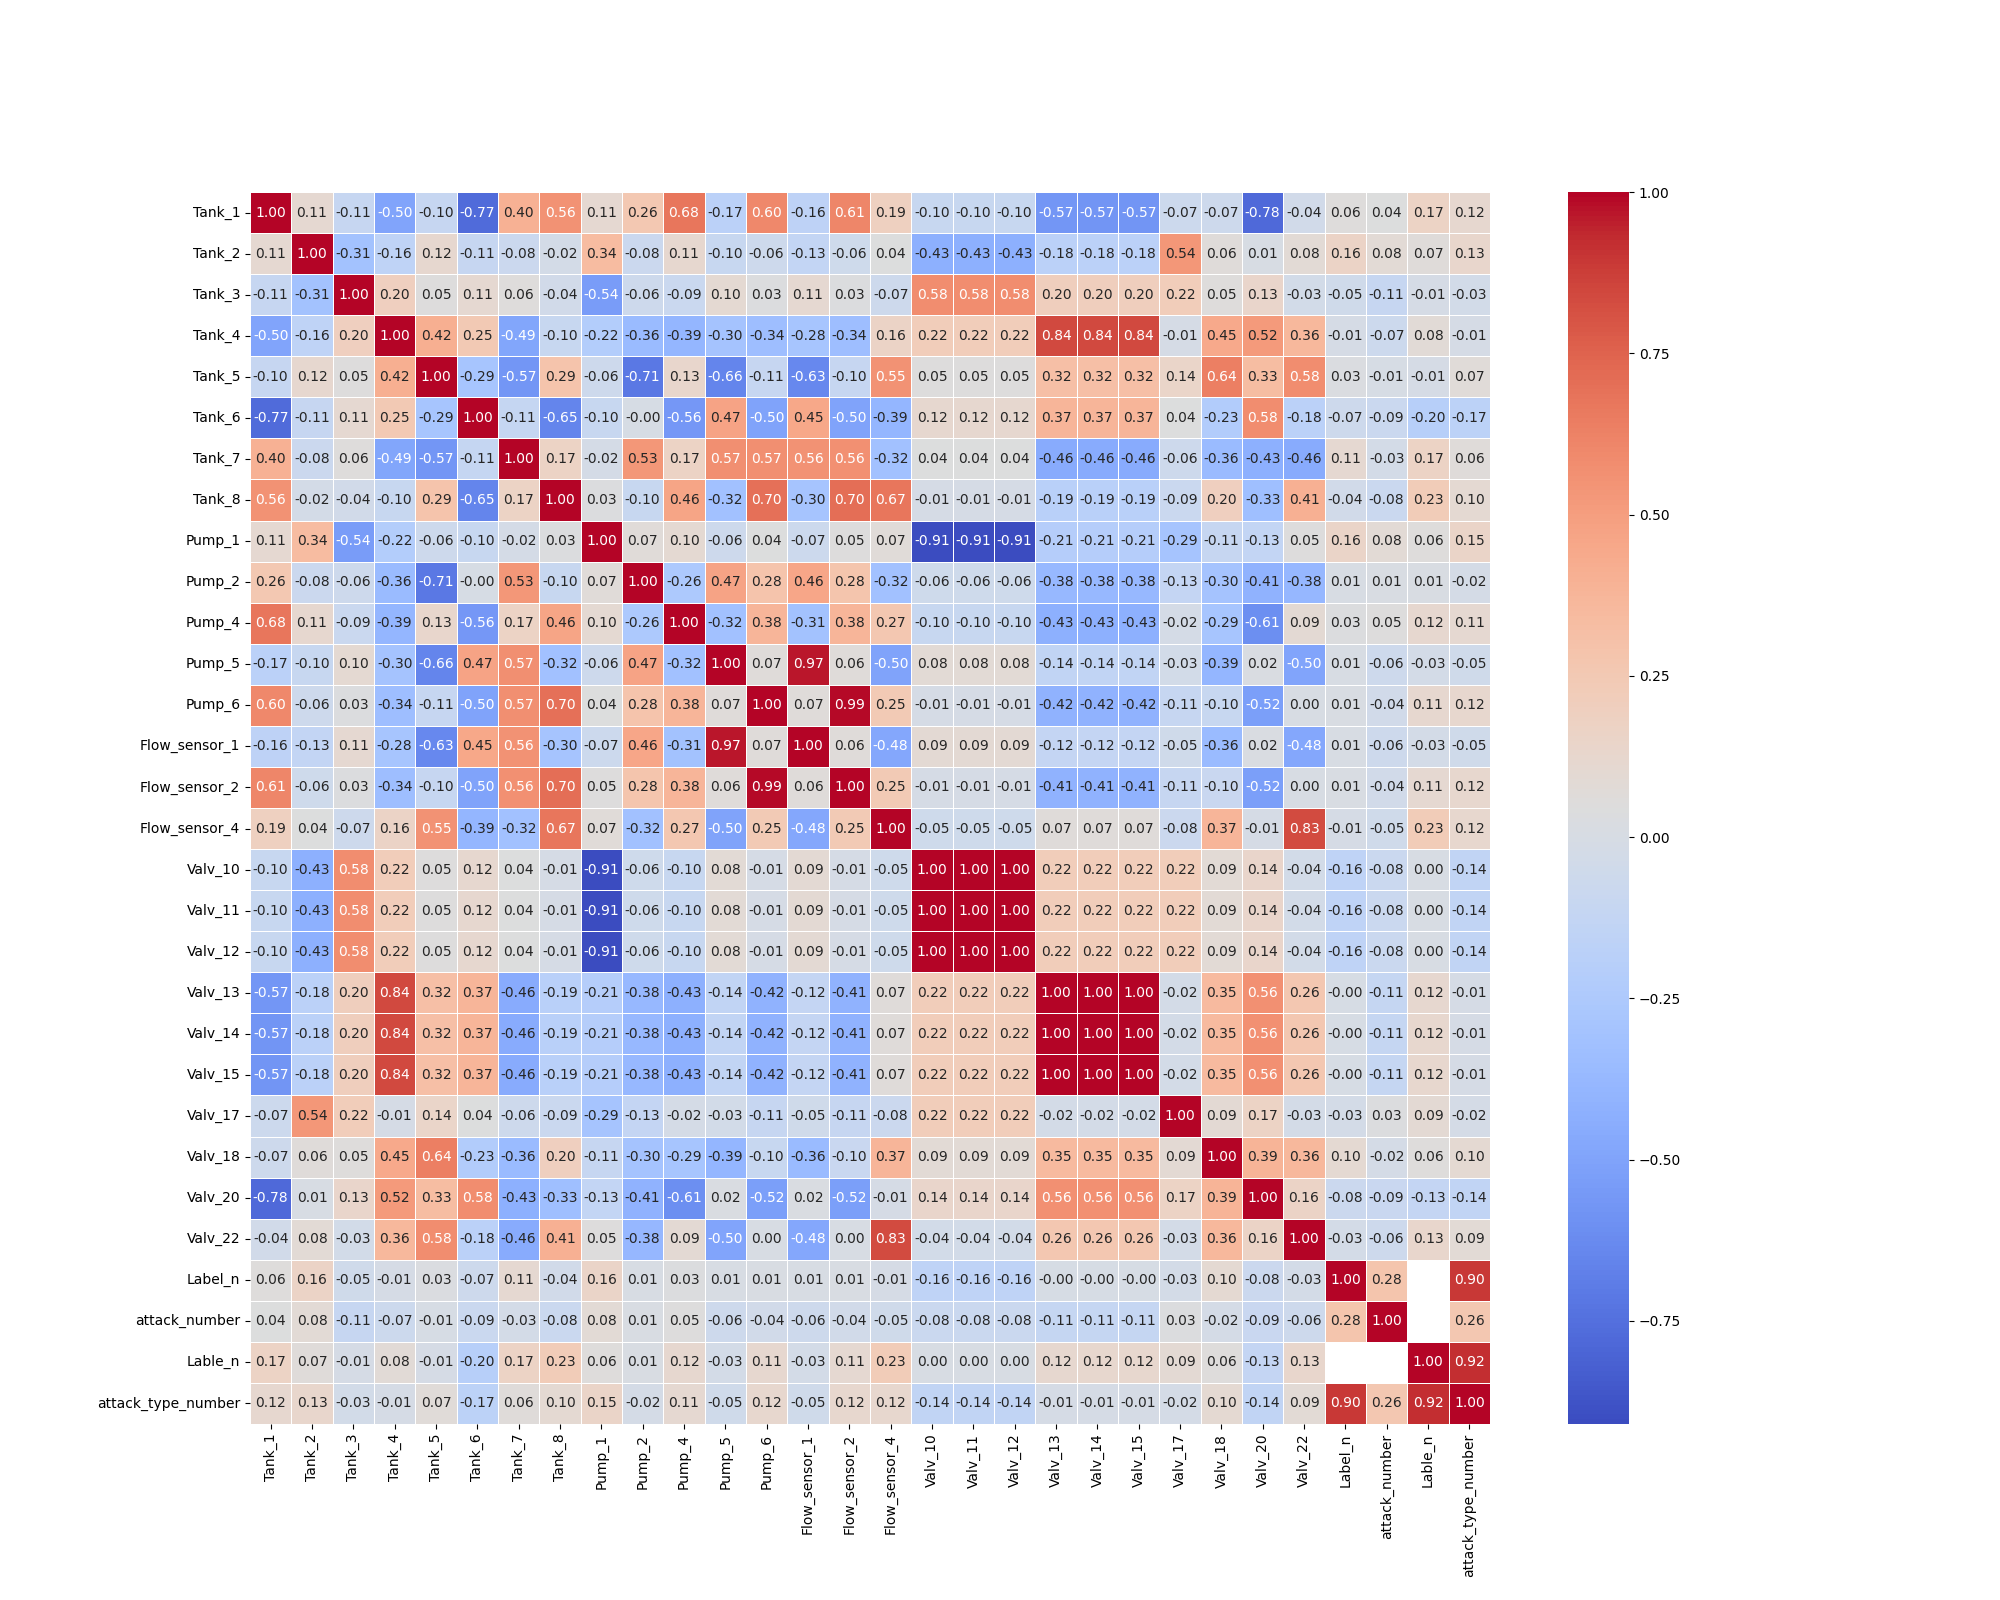 Tank_1 1.00 0.11 -0.11 -0.50 -0.10 -0.77 0.40 0.56 0.11 0.26 0.68 -0.17 0.60 -0.16 0.61 0.19 -0.10 -0.10 -0.10 -0.57 -0.57 -0.57 -0.07 -0.07 -0.78 -0.04 0.06 0.04 0.17 0.12
Tank_2 0.11 1.00 -0.31 -0.16 0.12 -0.11 -0.08 -0.02 0.34 -0.08 0.11 -0.10 -0.06 -0.13 -0.06 0.04 -0.43 -0.43 -0.43 -0.18 -0.18 -0.18 0.54 0.06 0.01 0.08 0.16 0.08 0.07 0.13
Tank_3 -0.11 -0.31 1.00 0.20 0.05 0.11 0.06 -0.04 -0.54 -0.06 -0.09 0.10 0.03 0.11 0.03 -0.07 0.58 0.58 0.58 0.20 0.20 0.20 0.22 0.05 0.13 -0.03 -0.05 -0.11 -0.01 -0.03
Tank_4 -0.50 -0.16 0.20 1.00 0.42 0.25 -0.49 -0.10 -0.22 -0.36 -0.39 -0.30 -0.34 -0.28 -0.34 0.16 0.22 0.22 0.22 0.84 0.84 0.84 -0.01 0.45 0.52 0.36 -0.01 -0.07 0.08 -0.01
Tank_5 -0.10 0.12 0.05 0.42 1.00 -0.29 -0.57 0.29 -0.06 -0.71 0.13 -0.66 -0.11 -0.63 -0.10 0.55 0.05 0.05 0.05 0.32 0.32 0.32 0.14 0.64 0.33 0.58 0.03 -0.01 -0.01 0.07
Tank_6 -0.77 -0.11 0.11 0.25 -0.29 1.00 -0.11 -0.65 -0.10 -0.00 -0.56 0.47 -0.50 0.45 -0.50 -0.39 0.12 0.12 0.12 0.37 0.37 0.37 0.04 -0.23 0.58 -0.18 -0.07 -0.09 -0.20 -0.17
Tank_7 0.40 -0.08 0.06 -0.49 -0.57 -0.11 1.00 0.17 -0.02 0.53 0.17 0.57 0.57 0.56 0.56 -0.32 0.04 0.04 0.04 -0.46 -0.46 -0.46 -0.06 -0.36 -0.43 -0.46 0.11 -0.03 0.17 0.06
Tank_8 0.56 -0.02 -0.04 -0.10 0.29 -0.65 0.17 1.00 0.03 -0.10 0.46 -0.32 0.70 -0.30 0.70 0.67 -0.01 -0.01 -0.01 -0.19 -0.19 -0.19 -0.09 0.20 -0.33 0.41 -0.04 -0.08 0.23 0.10
Pump_1 0.11 0.34 -0.54 -0.22 -0.06 -0.10 -0.02 0.03 1.00 0.07 0.10 -0.06 0.04 -0.07 0.05 0.07 -0.91 -0.91 -0.91 -0.21 -0.21 -0.21 -0.29 -0.11 -0.13 0.05 0.16 0.08 0.06 0.15
Pump_2 0.26 -0.08 -0.06 -0.36 -0.71 -0.00 0.53 -0.10 0.07 1.00 -0.26 0.47 0.28 0.46 0.28 -0.32 -0.06 -0.06 -0.06 -0.38 -0.38 -0.38 -0.13 -0.30 -0.41 -0.38 0.01 0.01 0.01 -0.02
Pump_4 0.68 0.11 -0.09 -0.39 0.13 -0.56 0.17 0.46 0.10 -0.26 1.00 -0.32 0.38 -0.31 0.38 0.27 -0.10 -0.10 -0.10 -0.43 -0.43 -0.43 -0.02 -0.29 -0.61 0.09 0.03 0.05 0.12 0.11
Pump_5 -0.17 -0.10 0.10 -0.30 -0.66 0.47 0.57 -0.32 -0.06 0.47 -0.32 1.00 0.07 0.97 0.06 -0.50 0.08 0.08 0.08 -0.14 -0.14 -0.14 -0.03 -0.39 0.02 -0.50 0.01 -0.06 -0.03 -0.05
Pump_6 0.60 -0.06 0.03 -0.34 -0.11 -0.50 0.57 0.70 0.04 0.28 0.38 0.07 1.00 0.07 0.99 0.25 -0.01 -0.01 -0.01 -0.42 -0.42 -0.42 -0.11 -0.10 -0.52 0.00 0.01 -0.04 0.11 0.12
Flow_sensor_1 -0.16 -0.13 0.11 -0.28 -0.63 0.45 0.56 -0.30 -0.07 0.46 -0.31 0.97 0.07 1.00 0.06 -0.48 0.09 0.09 0.09 -0.12 -0.12 -0.12 -0.05 -0.36 0.02 -0.48 0.01 -0.06 -0.03 -0.05
Flow_sensor_2 0.61 -0.06 0.03 -0.34 -0.10 -0.50 0.56 0.70 0.05 0.28 0.38 0.06 0.99 0.06 1.00 0.25 -0.01 -0.01 -0.01 -0.41 -0.41 -0.41 -0.11 -0.10 -0.52 0.00 0.01 -0.04 0.11 0.12
Flow_sensor_4 0.19 0.04 -0.07 0.16 0.55 -0.39 -0.32 0.67 0.07 -0.32 0.27 -0.50 0.25 -0.48 0.25 1.00 -0.05 -0.05 -0.05 0.07 0.07 0.07 -0.08 0.37 -0.01 0.83 -0.01 -0.05 0.23 0.12
Valv_10 -0.10 -0.43 0.58 0.22 0.05 0.12 0.04 -0.01 -0.91 -0.06 -0.10 0.08 -0.01 0.09 -0.01 -0.05 1.00 1.00 1.00 0.22 0.22 0.22 0.22 0.09 0.14 -0.04 -0.16 -0.08 0.00 -0.14
Valv_11 -0.10 -0.43 0.58 0.22 0.05 0.12 0.04 -0.01 -0.91 -0.06 -0.10 0.08 -0.01 0.09 -0.01 -0.05 1.00 1.00 1.00 0.22 0.22 0.22 0.22 0.09 0.14 -0.04 -0.16 -0.08 0.00 -0.14
Valv_12 -0.10 -0.43 0.58 0.22 0.05 0.12 0.04 -0.01 -0.91 -0.06 -0.10 0.08 -0.01 0.09 -0.01 -0.05 1.00 1.00 1.00 0.22 0.22 0.22 0.22 0.09 0.14 -0.04 -0.16 -0.08 0.00 -0.14
Valv_13 -0.57 -0.18 0.20 0.84 0.32 0.37 -0.46 -0.19 -0.21 -0.38 -0.43 -0.14 -0.42 -0.12 -0.41 0.07 0.22 0.22 0.22 1.00 1.00 1.00 -0.02 0.35 0.56 0.26 -0.00 -0.11 0.12 -0.01
Valv_14 -0.57 -0.18 0.20 0.84 0.32 0.37 -0.46 -0.19 -0.21 -0.38 -0.43 -0.14 -0.42 -0.12 -0.41 0.07 0.22 0.22 0.22 1.00 1.00 1.00 -0.02 0.35 0.56 0.26 -0.00 -0.11 0.12 -0.01
Valv_15 -0.57 -0.18 0.20 0.84 0.32 0.37 -0.46 -0.19 -0.21 -0.38 -0.43 -0.14 -0.42 -0.12 -0.41 0.07 0.22 0.22 0.22 1.00 1.00 1.00 -0.02 0.35 0.56 0.26 -0.00 -0.11 0.12 -0.01
Valv_17 -0.07 0.54 0.22 -0.01 0.14 0.04 -0.06 -0.09 -0.29 -0.13 -0.02 -0.03 -0.11 -0.05 -0.11 -0.08 0.22 0.22 0.22 -0.02 -0.02 -0.02 1.00 0.09 0.17 -0.03 -0.03 0.03 0.09 -0.02
Valv_18 -0.07 0.06 0.05 0.45 0.64 -0.23 -0.36 0.20 -0.11 -0.30 -0.29 -0.39 -0.10 -0.36 -0.10 0.37 0.09 0.09 0.09 0.35 0.35 0.35 0.09 1.00 0.39 0.36 0.10 -0.02 0.06 0.10
Valv_20 -0.78 0.01 0.13 0.52 0.33 0.58 -0.43 -0.33 -0.13 -0.41 -0.61 0.02 -0.52 0.02 -0.52 -0.01 0.14 0.14 0.14 0.56 0.56 0.56 0.17 0.39 1.00 0.16 -0.08 -0.09 -0.13 -0.14
Valv_22 -0.04 0.08 -0.03 0.36 0.58 -0.18 -0.46 0.41 0.05 -0.38 0.09 -0.50 0.00 -0.48 0.00 0.83 -0.04 -0.04 -0.04 0.26 0.26 0.26 -0.03 0.36 0.16 1.00 -0.03 -0.06 0.13 0.09
Label_n 0.06 0.16 -0.05 -0.01 0.03 -0.07 0.11 -0.04 0.16 0.01 0.03 0.01 0.01 0.01 0.01 -0.01 -0.16 -0.16 -0.16 -0.00 -0.00 -0.00 -0.03 0.10 -0.08 -0.03 1.00 0.28 0.90
attack_number 0.04 0.08 -0.11 -0.07 -0.01 -0.09 -0.03 -0.08 0.08 0.01 0.05 -0.06 -0.04 -0.06 -0.04 -0.05 -0.08 -0.08 -0.08 -0.11 -0.11 -0.11 0.03 -0.02 -0.09 -0.06 0.28 1.00 0.26
Lable_n 0.17 0.07 -0.01 0.08 -0.01 -0.20 0.17 0.23 0.06 0.01 0.12 -0.03 0.11 -0.03 0.11 0.23 0.00 0.00 0.00 0.12 0.12 0.12 0.09 0.06 -0.13 0.13 1.00 0.92
attack_type_number 0.12 0.13 -0.03 -0.01 0.07 -0.17 0.06 0.10 0.15 -0.02 0.11 -0.05 0.12 -0.05 0.12 0.12 -0.14 -0.14 -0.14 -0.01 -0.01 -0.01 -0.02 0.10 -0.14 0.09 0.90 0.26 0.92 1.00
Tank_1 Tank_2 Tank_3 Tank_4 Tank_5 Tank_6 Tank_7 Tank_8 Pump_1 Pump_2 Pump_4 Pump_5 Pump_6 Flow_sensor_1 Flow_sensor_2 Flow_sensor_4 Valv_10 Valv_11 Valv_12 Valv_13 Valv_14 Valv_15 Valv_17 Valv_18 Valv_20 Valv_22 Label_n attack_number Lable_n attack_type_number
1.00
0.75
0.50
0.25
0.00
−0.25
−0.50
−0.75